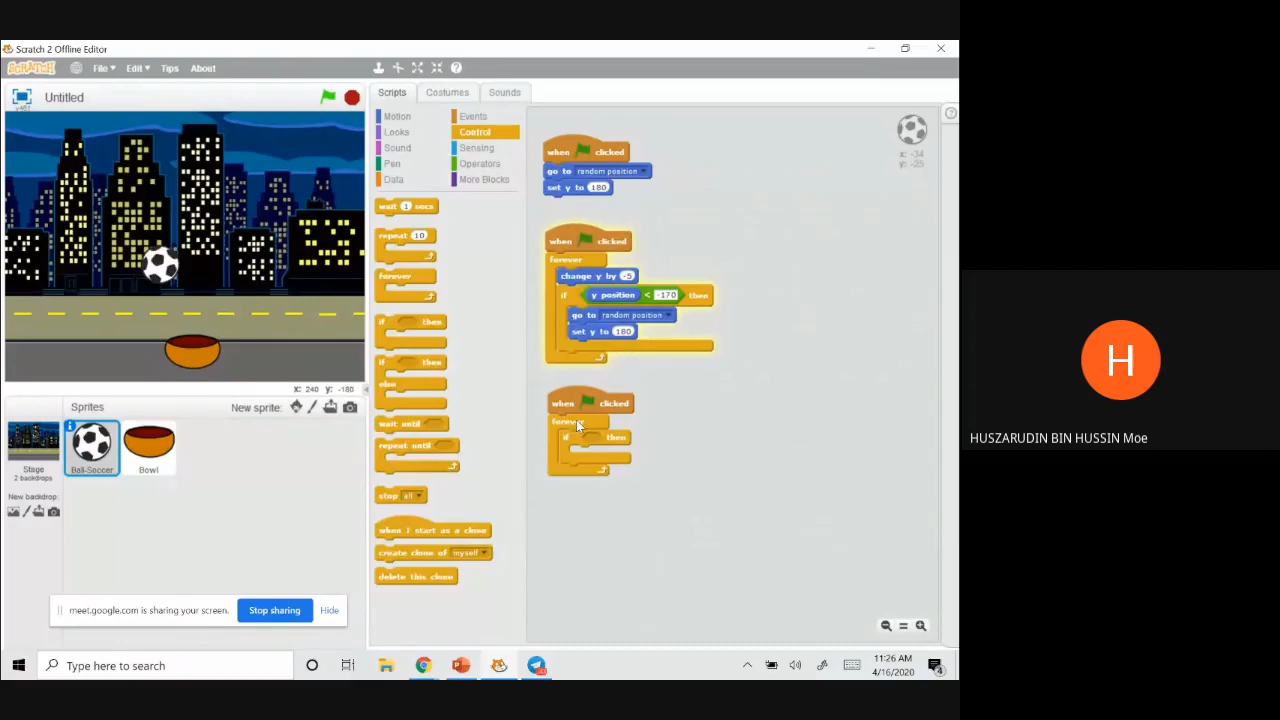 Scratch 2 Offline Editor
SCRATCH File Edit Tips About
Untitled
v461
x: 240 y: -180
Sprites New sprite:
Stage
2 backdrops
New backdrop:
Ball-Soccer
Bowl
Scripts Costumes Sounds
Motion Events
Looks Control
Sound Sensing
Pen Operators
Data More Blocks
wait 1 secs
repeat 10
forever
if then
if then
else
wait until
repeat until
stop all
when I start as a clone
create clone of myself
delete this clone
when clicked
go to random position
set y to 180
when clicked
forever
change y by -5
if y position < -170 then
go to random position
set y to 180
when clicked
forever
if then
x: -34
y: -25
meet.google.com is sharing your screen. Stop sharing Hide
Type here to search
11:26 AM
4/16/2020
4
H
HUSZARUDIN BIN HUSSIN Moe